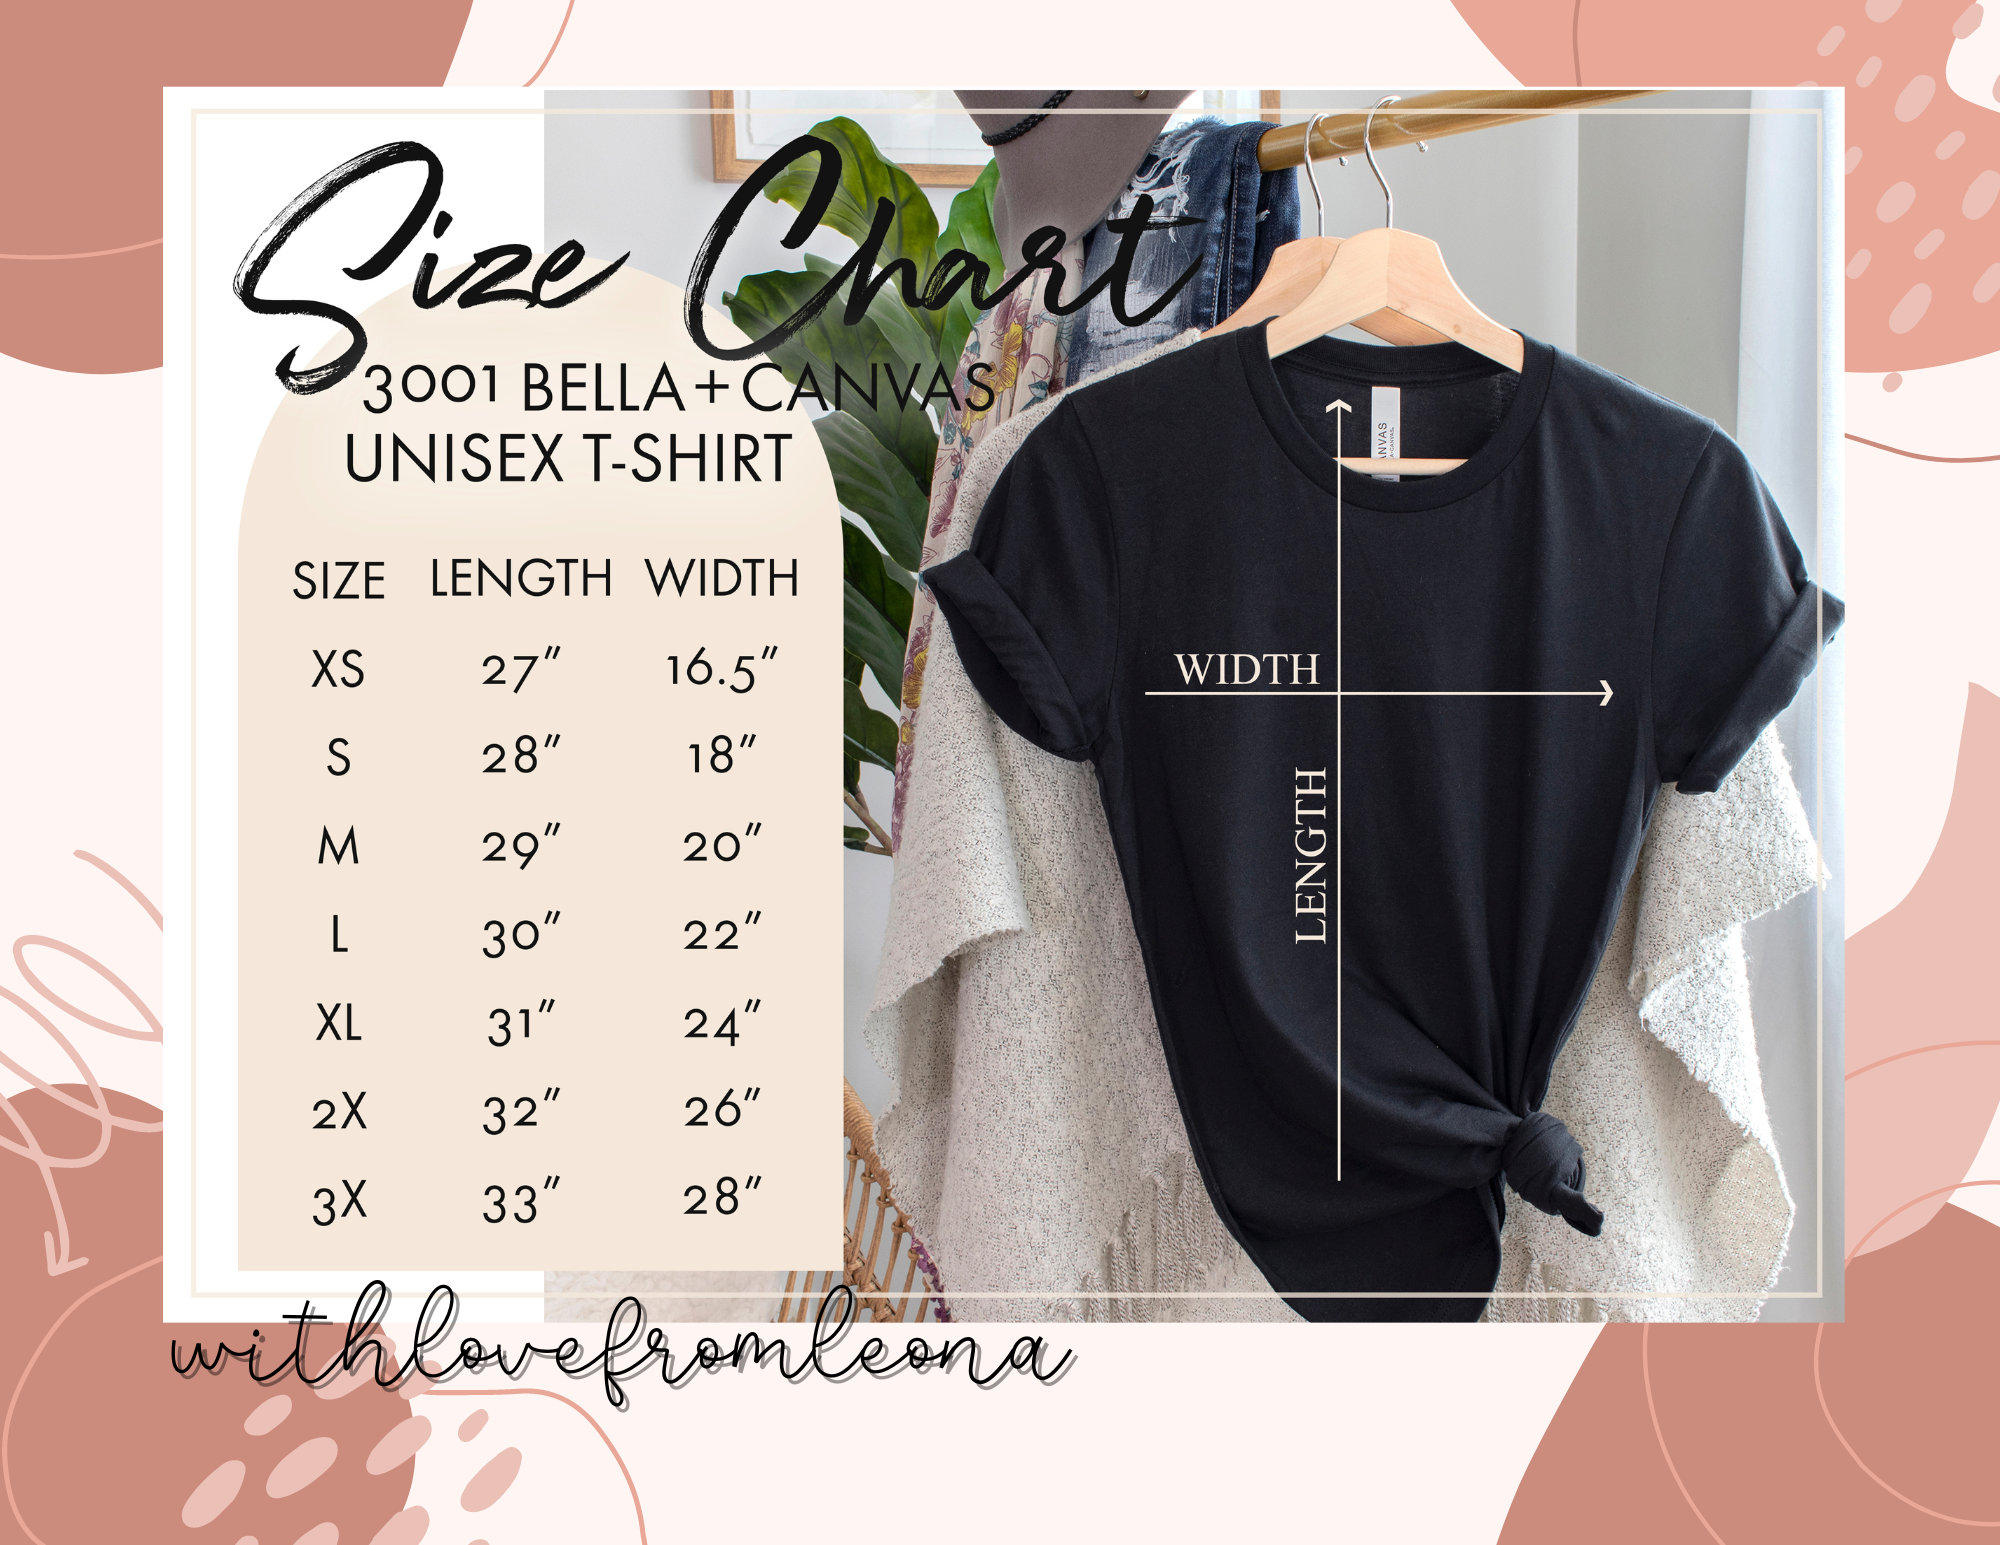 Size Chart
3001 BELLA+CANVAS
UNISEX T-SHIRT
SIZE LENGTH WIDTH
XS 27" 16.5"
S 28" 18"
M 29" 20"
L 30" 22"
XL 31" 24"
2X 32" 26"
3X 33" 28"
WIDTH
LENGTH
withlovefromleona